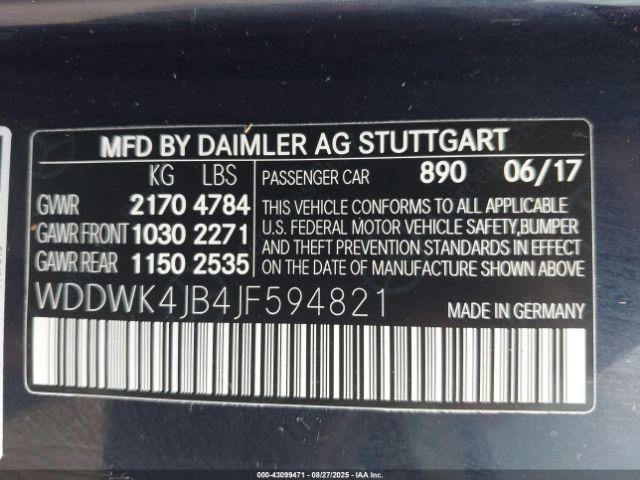 MFD BY DAIMLER AG STUTTGART
KG LBS
GVWR 2170 4784
GAWR FRONT 1030 2271
GAWR REAR 1150 2535
PASSENGER CAR 890 06/17
THIS VEHICLE CONFORMS TO ALL APPLICABLE
U.S. FEDERAL MOTOR VEHICLE SAFETY,BUMPER
AND THEFT PREVENTION STANDARDS IN EFFECT
ON THE DATE OF MANUFACTURE SHOWN ABOVE
WDDWK4JB4JF594821
MADE IN GERMANY
000-43099471 - 08/27/2025 - Copyright IAA